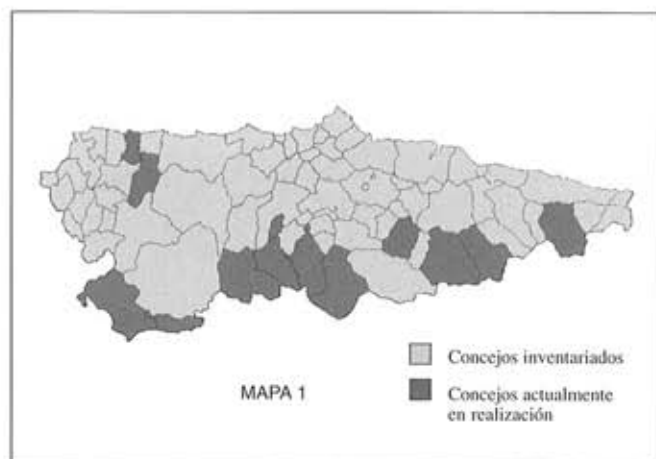 Concejos inventariados
MAPA 1
Concejos actualmente
en realización